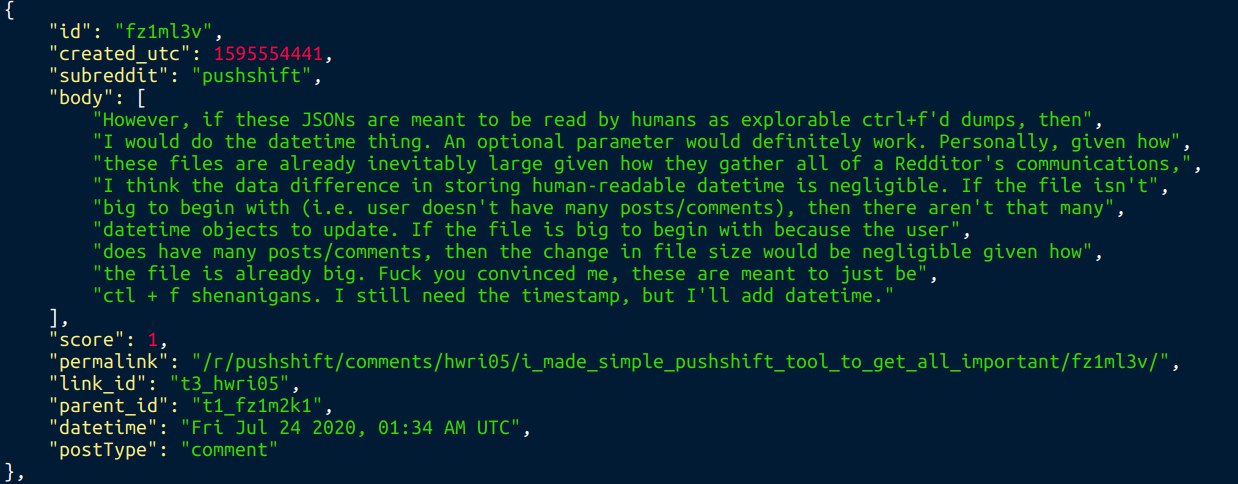 {
    "id": "fz1ml3v",
    "created_utc": 1595554441,
    "subreddit": "pushshift",
    "body": [
        "However, if these JSONs are meant to be read by humans as explorable ctrl+f'd dumps, then",
        "I would do the datetime thing. An optional parameter would definitely work. Personally, given how",
        "these files are already inevitably large given how they gather all of a Redditor's communications,",
        "I think the data difference in storing human-readable datetime is negligible. If the file isn't",
        "big to begin with (i.e. user doesn't have many posts/comments), then there aren't that many",
        "datetime objects to update. If the file is big to begin with because the user",
        "does have many posts/comments, then the change in file size would be negligible given how",
        "the file is already big. Fuck you convinced me, these are meant to just be",
        "ctl + f shenanigans. I still need the timestamp, but I'll add datetime."
    ],
    "score": 1,
    "permalink": "/r/pushshift/comments/hwri05/i_made_simple_pushshift_tool_to_get_all_important/fz1ml3v/",
    "link_id": "t3_hwri05",
    "parent_id": "t1_fz1m2k1",
    "datetime": "Fri Jul 24 2020, 01:34 AM UTC",
    "postType": "comment"
},